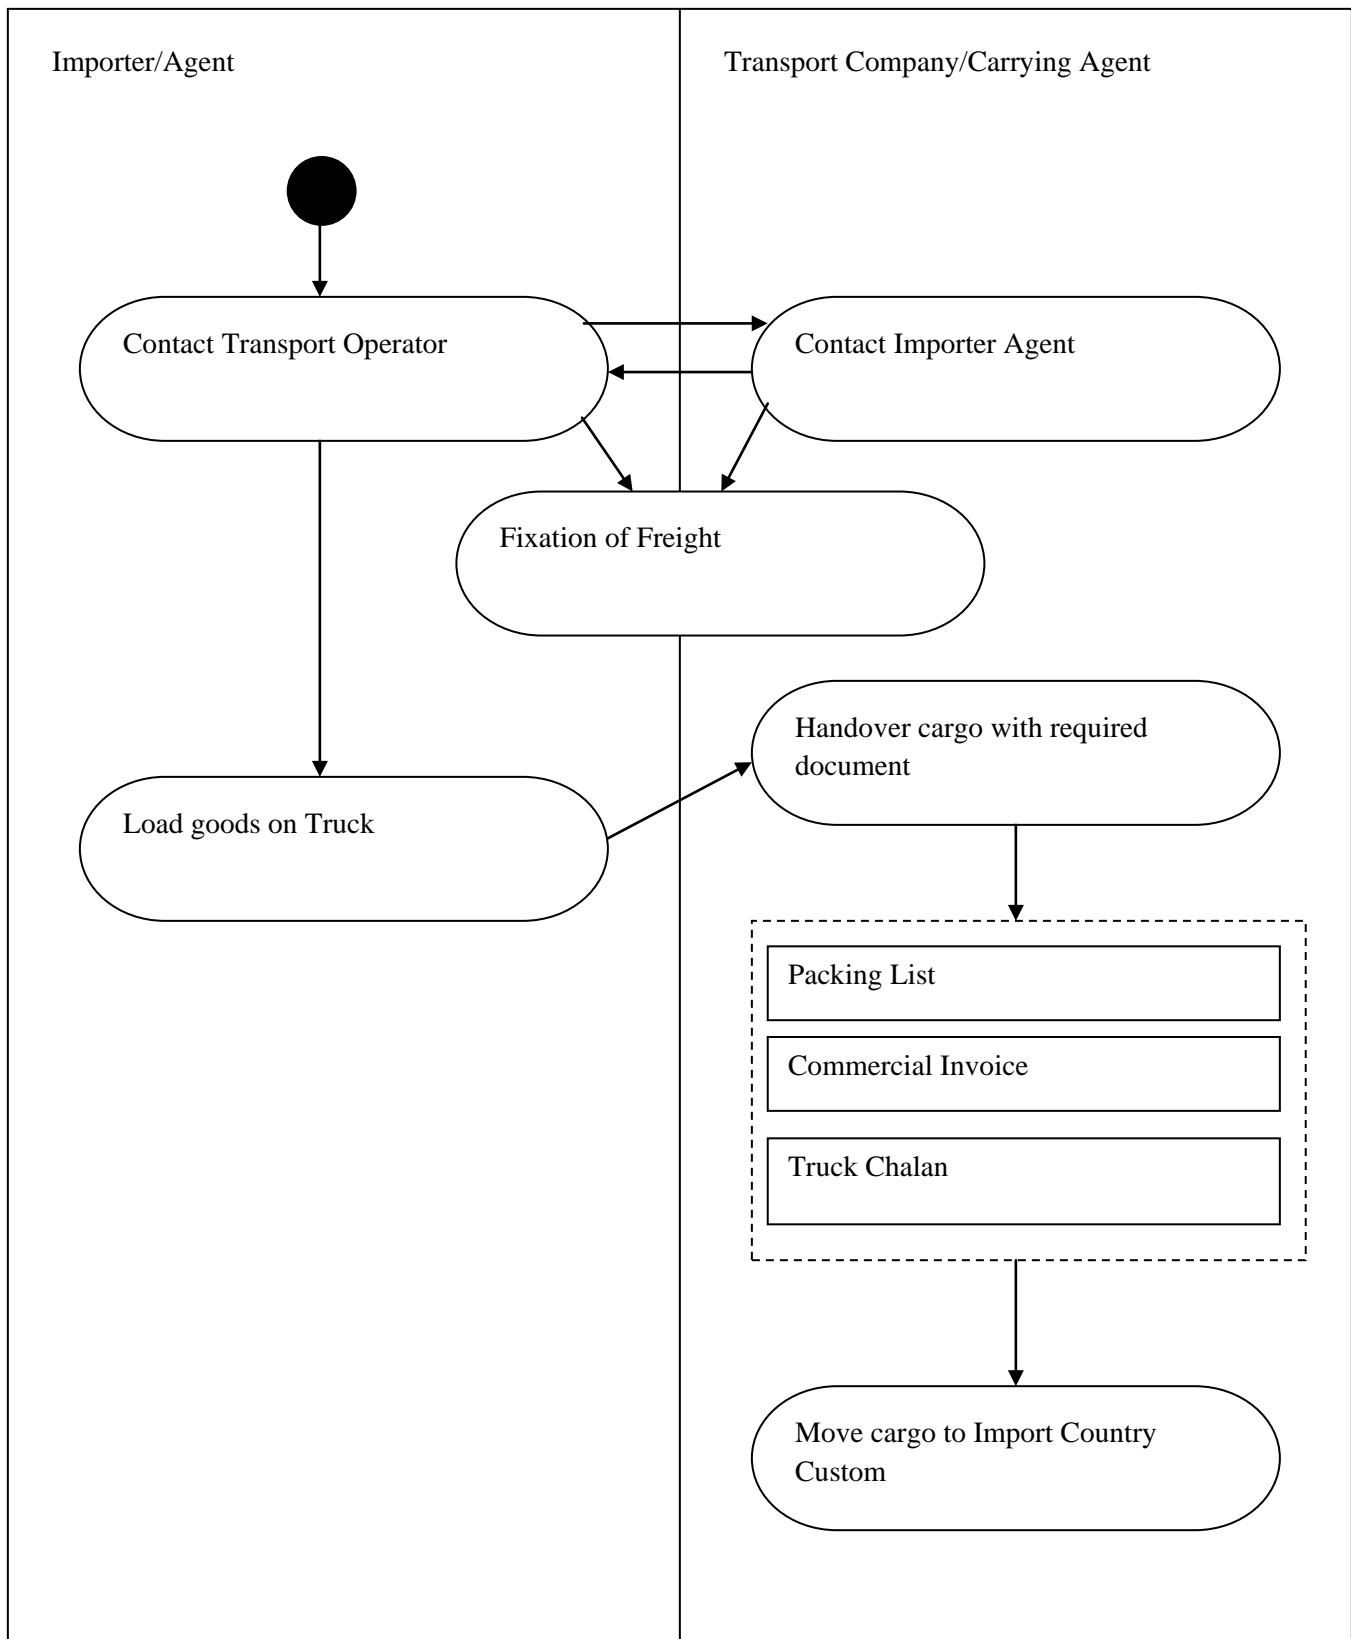 Importer/Agent
Transport Company/Carrying Agent
Contact Transport Operator
Contact Importer Agent
Fixation of Freight
Handover cargo with required
document
Load goods on Truck
Packing List
Commercial Invoice
Truck Chalan
Move cargo to Import Country
Custom